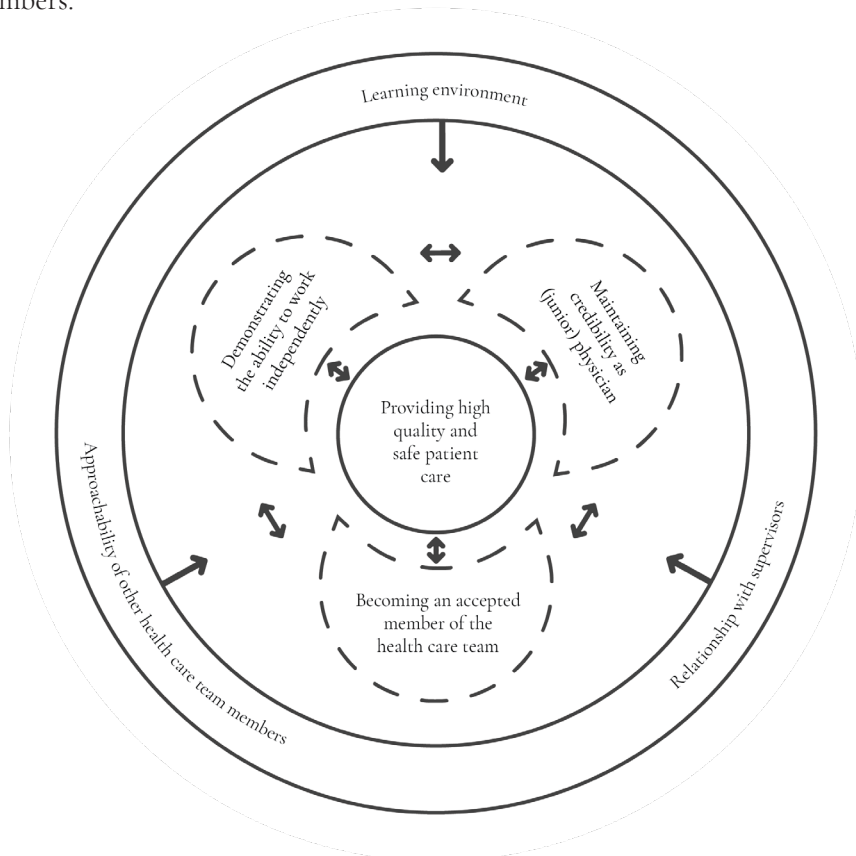 mbers.
Learning environment
Demonstrating
the ability to work
independently
Maintaining
credibility as
(junior) physician
Providing high
quality and
safe patient
care
Becoming an accepted
member of the
health care team
Approachability of other health care team members
Relationship with supervisors